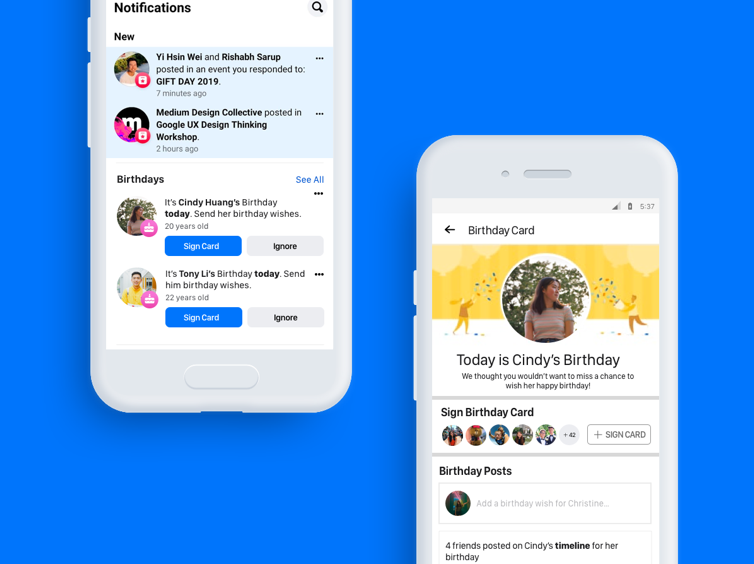 Notifications
New
Yi Hsin Wei and Rishabh Sarup
posted in an event you responded to:
GIFT DAY 2019.
7 minutes ago
m
Medium Design Collective posted in
Google UX Design Thinking
Workshop.
2 hours ago
Birthdays
See All
It's Cindy Huang's Birthday
today. Send her birthday wishes.
20 years old
Sign Card
Ignore
It's Tony Li's Birthday today. Send
him birthday wishes.
22 years old
Sign Card
Ignore
5:37
Birthday Card
Today is Cindy's Birthday
We thought you wouldn't want to miss a chance to
wish her happy birthday!
Sign Birthday Card
+42
+ SIGN CARD
Birthday Posts
Add a birthday wish for Christine...
4 friends posted on Cindy's timeline for her
birthday